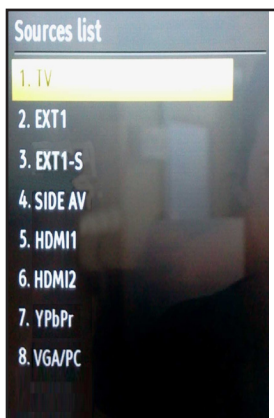 Sources list
1. TV
2. EXT1
3. EXT1-S
4. SIDE AV
5. HDMI1
6. HDMI2
7. YPbPr
8. VGA/PC